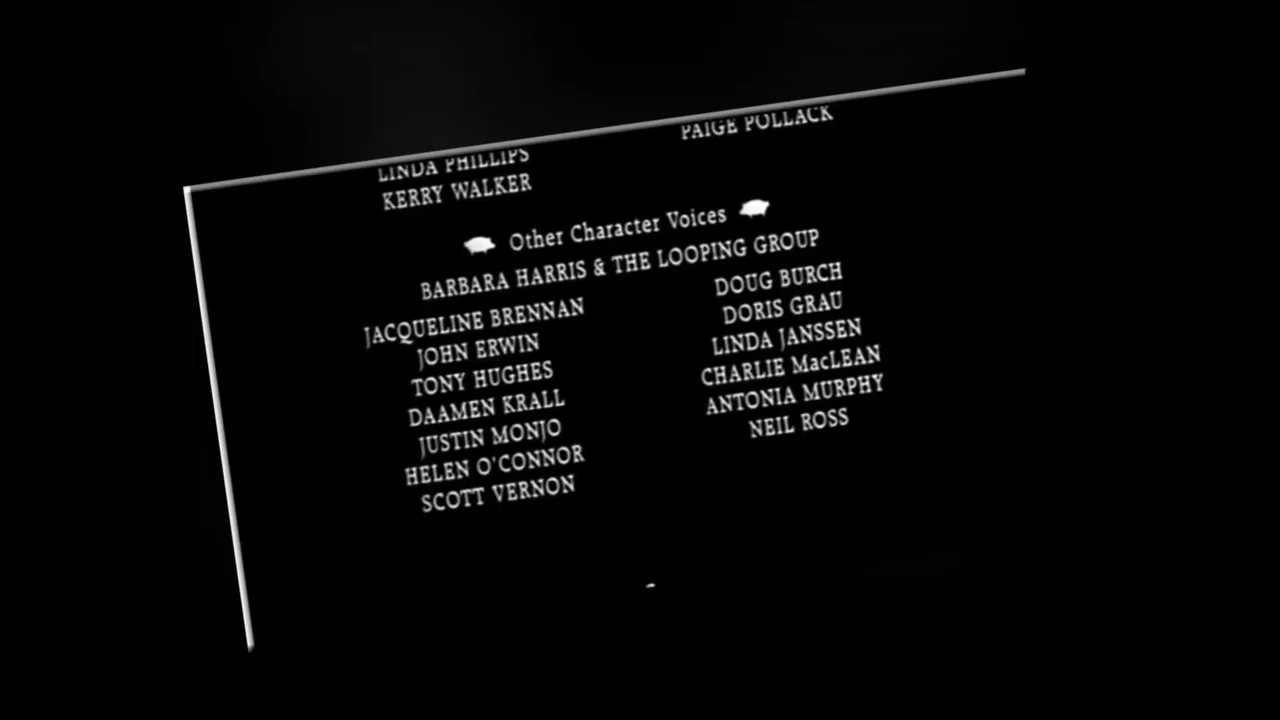 PAIGE POLLACK
LINDA PHILLIPS
KERRY WALKER
Other Character Voices
BARBARA HARRIS & THE LOOPING GROUP
JACQUELINE BRENNAN
DOUG BURCH
JOHN ERWIN
DORIS GRAU
TONY HUGHES
LINDA JANSSEN
DAAMEN KRALL
CHARLIE MacLEAN
JUSTIN MONJO
ANTONIA MURPHY
HELEN O'CONNOR
NEIL ROSS
SCOTT VERNON